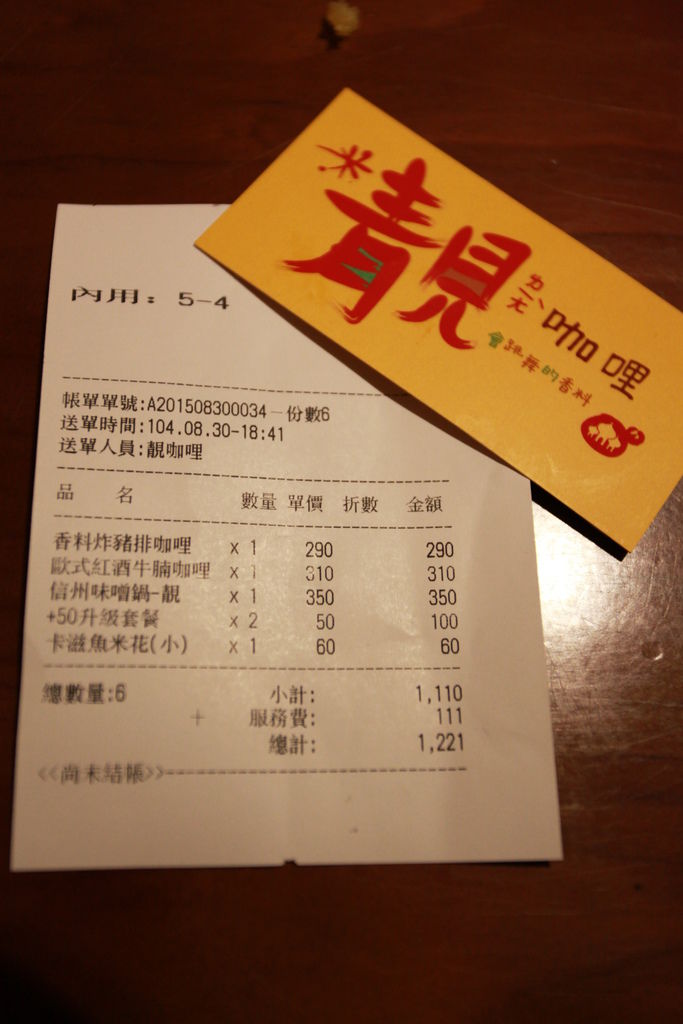 靚
ㄌㄧㄤˋ
咖哩
會跳舞的香料
內用: 5-4
帳單單號:A201508300034-份數6
送單時間:104.08.30-18:41
送單人員:靚咖哩
品 名 數量 單價 折數 金額
香料炸豬排咖哩 x 1 290 290
歐式紅酒牛腩咖哩 x 1 310 310
信州味噌鍋-靚 x 1 350 350
+50升級套餐 x 2 50 100
卡滋魚米花(小) x 1 60 60
總數量:6 小計: 1,110
+ 服務費: 111
總計: 1,221
<<尚未結帳>>